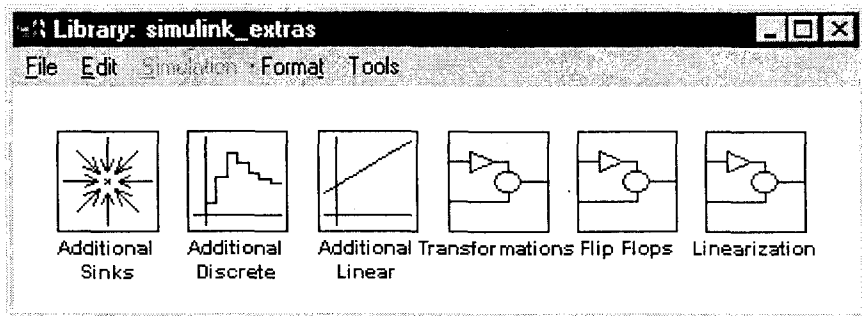 Library: simulink_extras
File Edit Simulation Format Tools
Additional Sinks
Additional Discrete
Additional Linear
Transformations
Flip Flops
Linearization